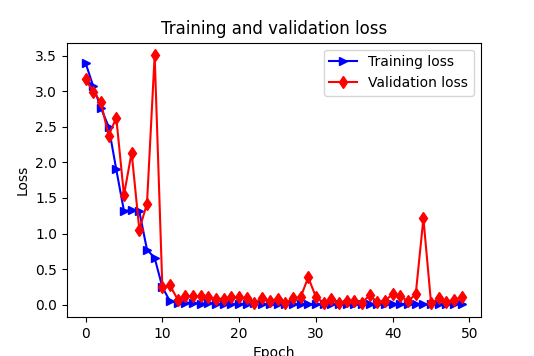 Training and validation loss
Training loss
Validation loss
Loss
3.5
3.0
2.5
2.0
1.5
1.0
0.5
0.0
0 10 20 30 40 50
Epoch